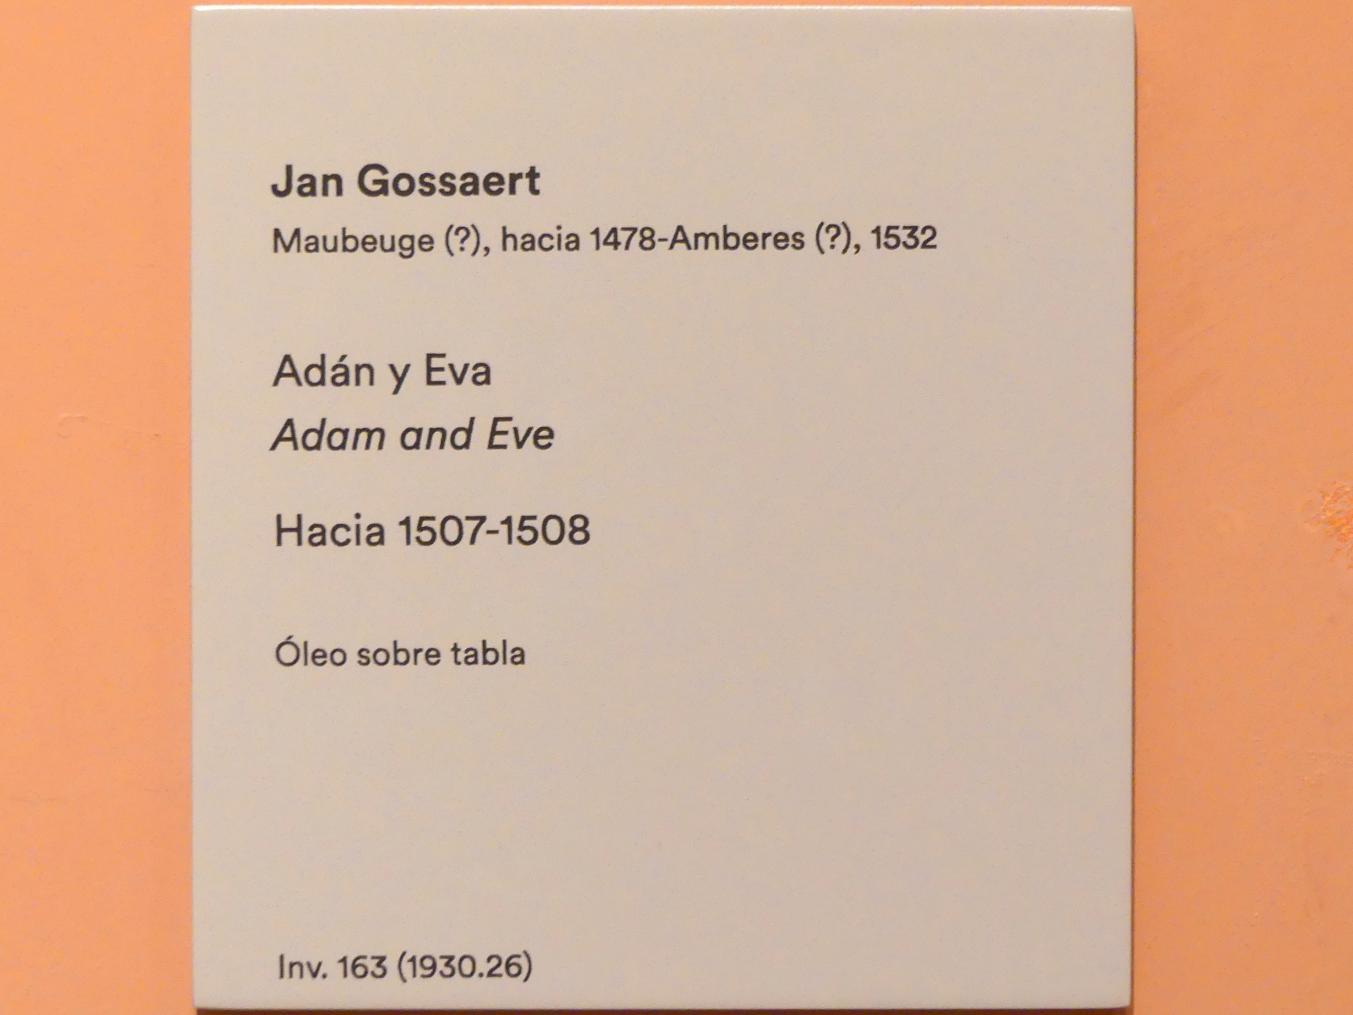 Jan Gossaert
Maubeuge (?), hacia 1478-Amberes (?), 1532
Adán y Eva
Adam and Eve
Hacia 1507-1508
Óleo sobre tabla
Inv. 163 (1930.26)